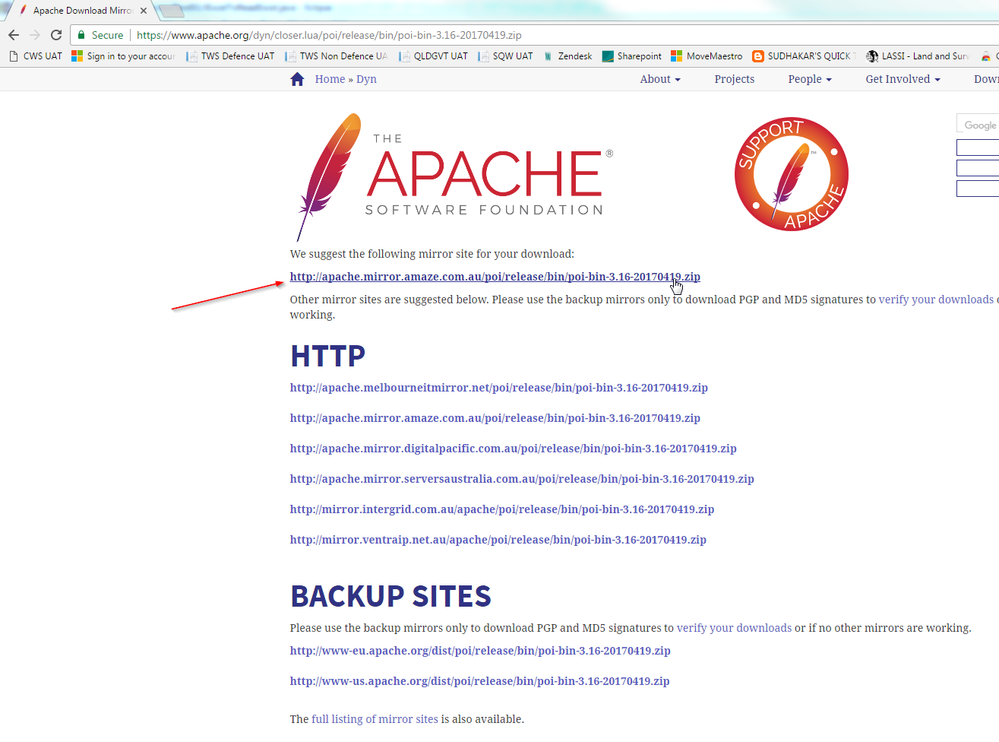 Apache Download Mirro
Secure https://www.apache.org/dyn/closer.lua/poi/release/bin/poi-bin-3.16-20170419.zip
CWS UAT Sign in to your accou TWS Defence UAT TWS Non Defence UA QLDGVT UAT SQW UAT Zendesk Sharepoint MoveMaestro SUDHAKAR'S QUICK T LASSI - Land and Surv
Home » Dyn About Projects People Get Involved Down
THE
APACHE®
SOFTWARE FOUNDATION
SUPPORT
APACHE
TM
Google
We suggest the following mirror site for your download:
http://apache.mirror.amaze.com.au/poi/release/bin/poi-bin-3.16-20170419.zip
Other mirror sites are suggested below. Please use the backup mirrors only to download PGP and MD5 signatures to verify your downloads
working.
HTTP
http://apache.melbourneitmirror.net/poi/release/bin/poi-bin-3.16-20170419.zip
http://apache.mirror.amaze.com.au/poi/release/bin/poi-bin-3.16-20170419.zip
http://apache.mirror.digitalpacific.com.au/poi/release/bin/poi-bin-3.16-20170419.zip
http://apache.mirror.serversaustralia.com.au/poi/release/bin/poi-bin-3.16-20170419.zip
http://mirror.intergrid.com.au/apache/poi/release/bin/poi-bin-3.16-20170419.zip
http://mirror.ventraip.net.au/apache/poi/release/bin/poi-bin-3.16-20170419.zip
BACKUP SITES
Please use the backup mirrors only to download PGP and MD5 signatures to verify your downloads or if no other mirrors are working.
http://www-eu.apache.org/dist/poi/release/bin/poi-bin-3.16-20170419.zip
http://www-us.apache.org/dist/poi/release/bin/poi-bin-3.16-20170419.zip
The full listing of mirror sites is also available.